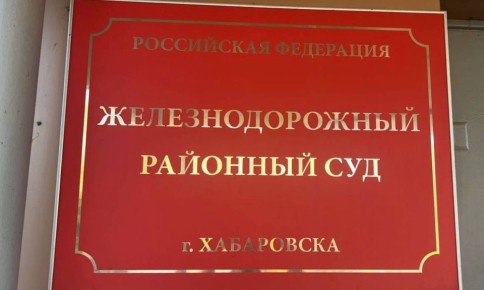 РОССИЙСКАЯ ФЕДЕРАЦИЯ
ЖЕЛЕЗНОДОРОЖНЫЙ
РАЙОННЫЙ СУД
г. ХАБАРОВСКА